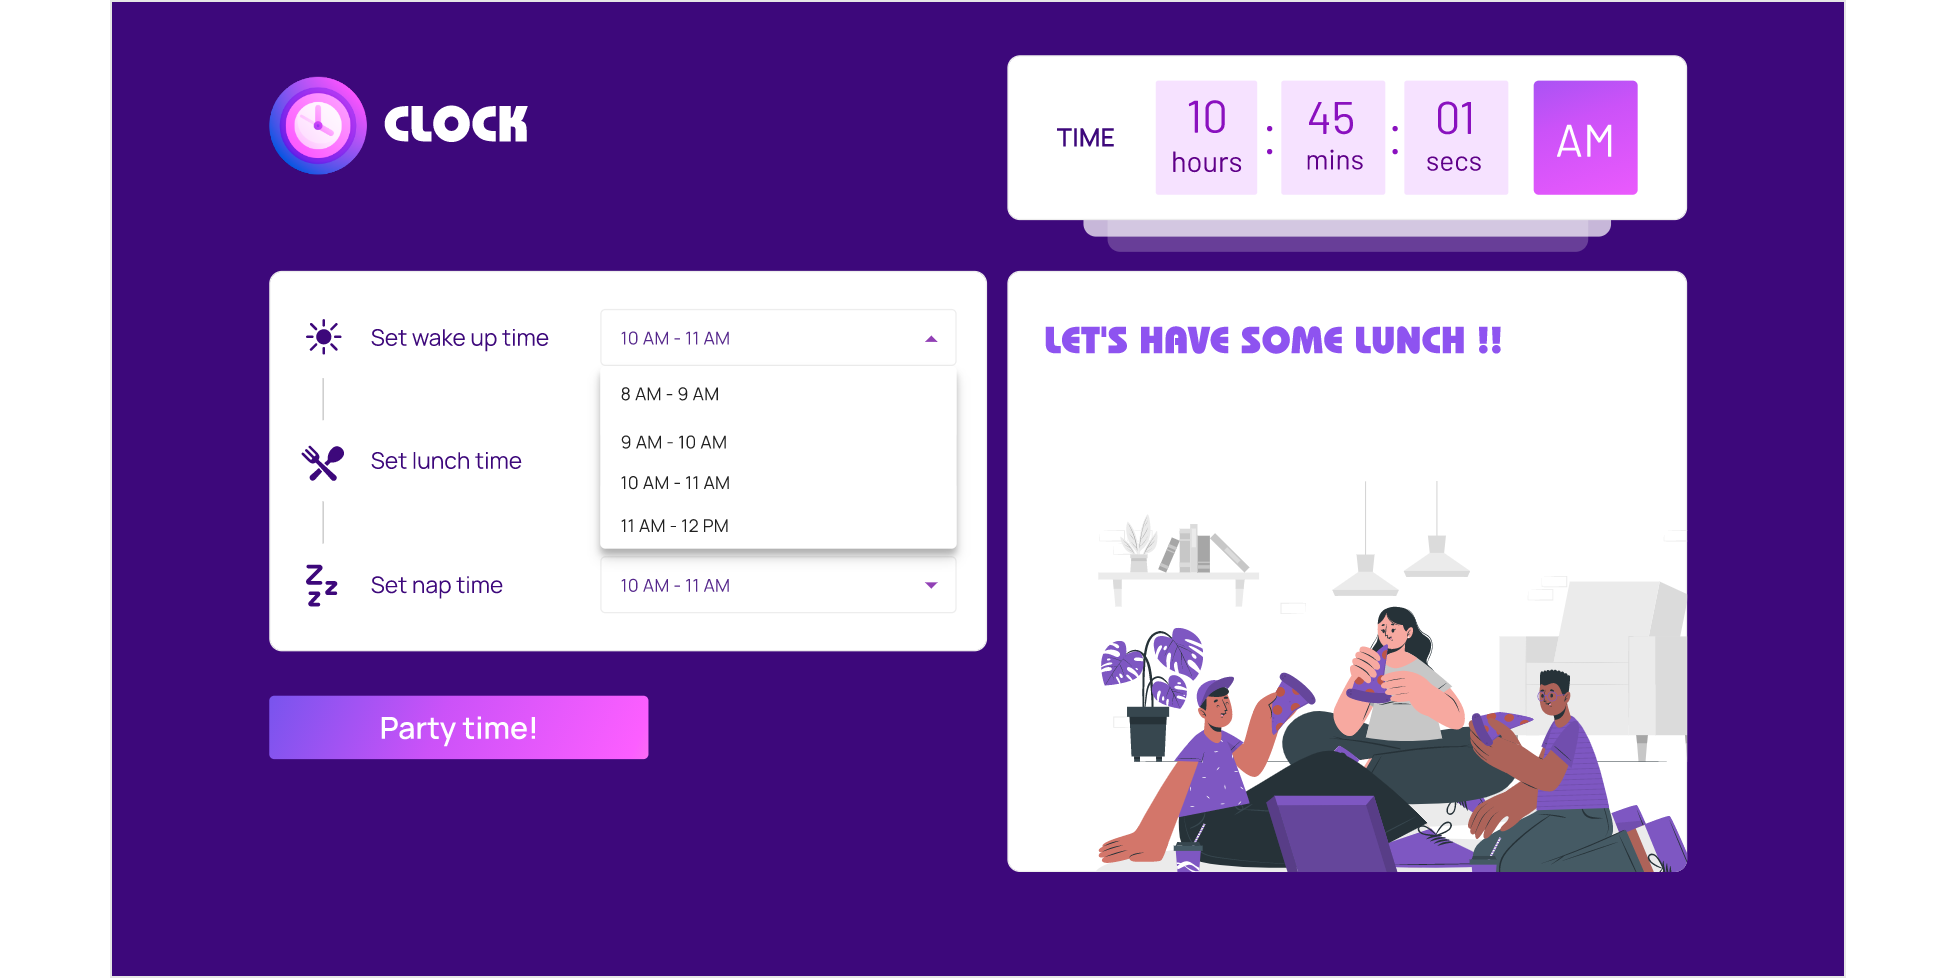 CLOCK
TIME
10 : 45 : 01 AM
hours mins secs
Set wake up time
10 AM - 11 AM
8 AM - 9 AM
9 AM - 10 AM
10 AM - 11 AM
11 AM - 12 PM
Set lunch time
Set nap time
10 AM - 11 AM
Party time!
LET'S HAVE SOME LUNCH !!